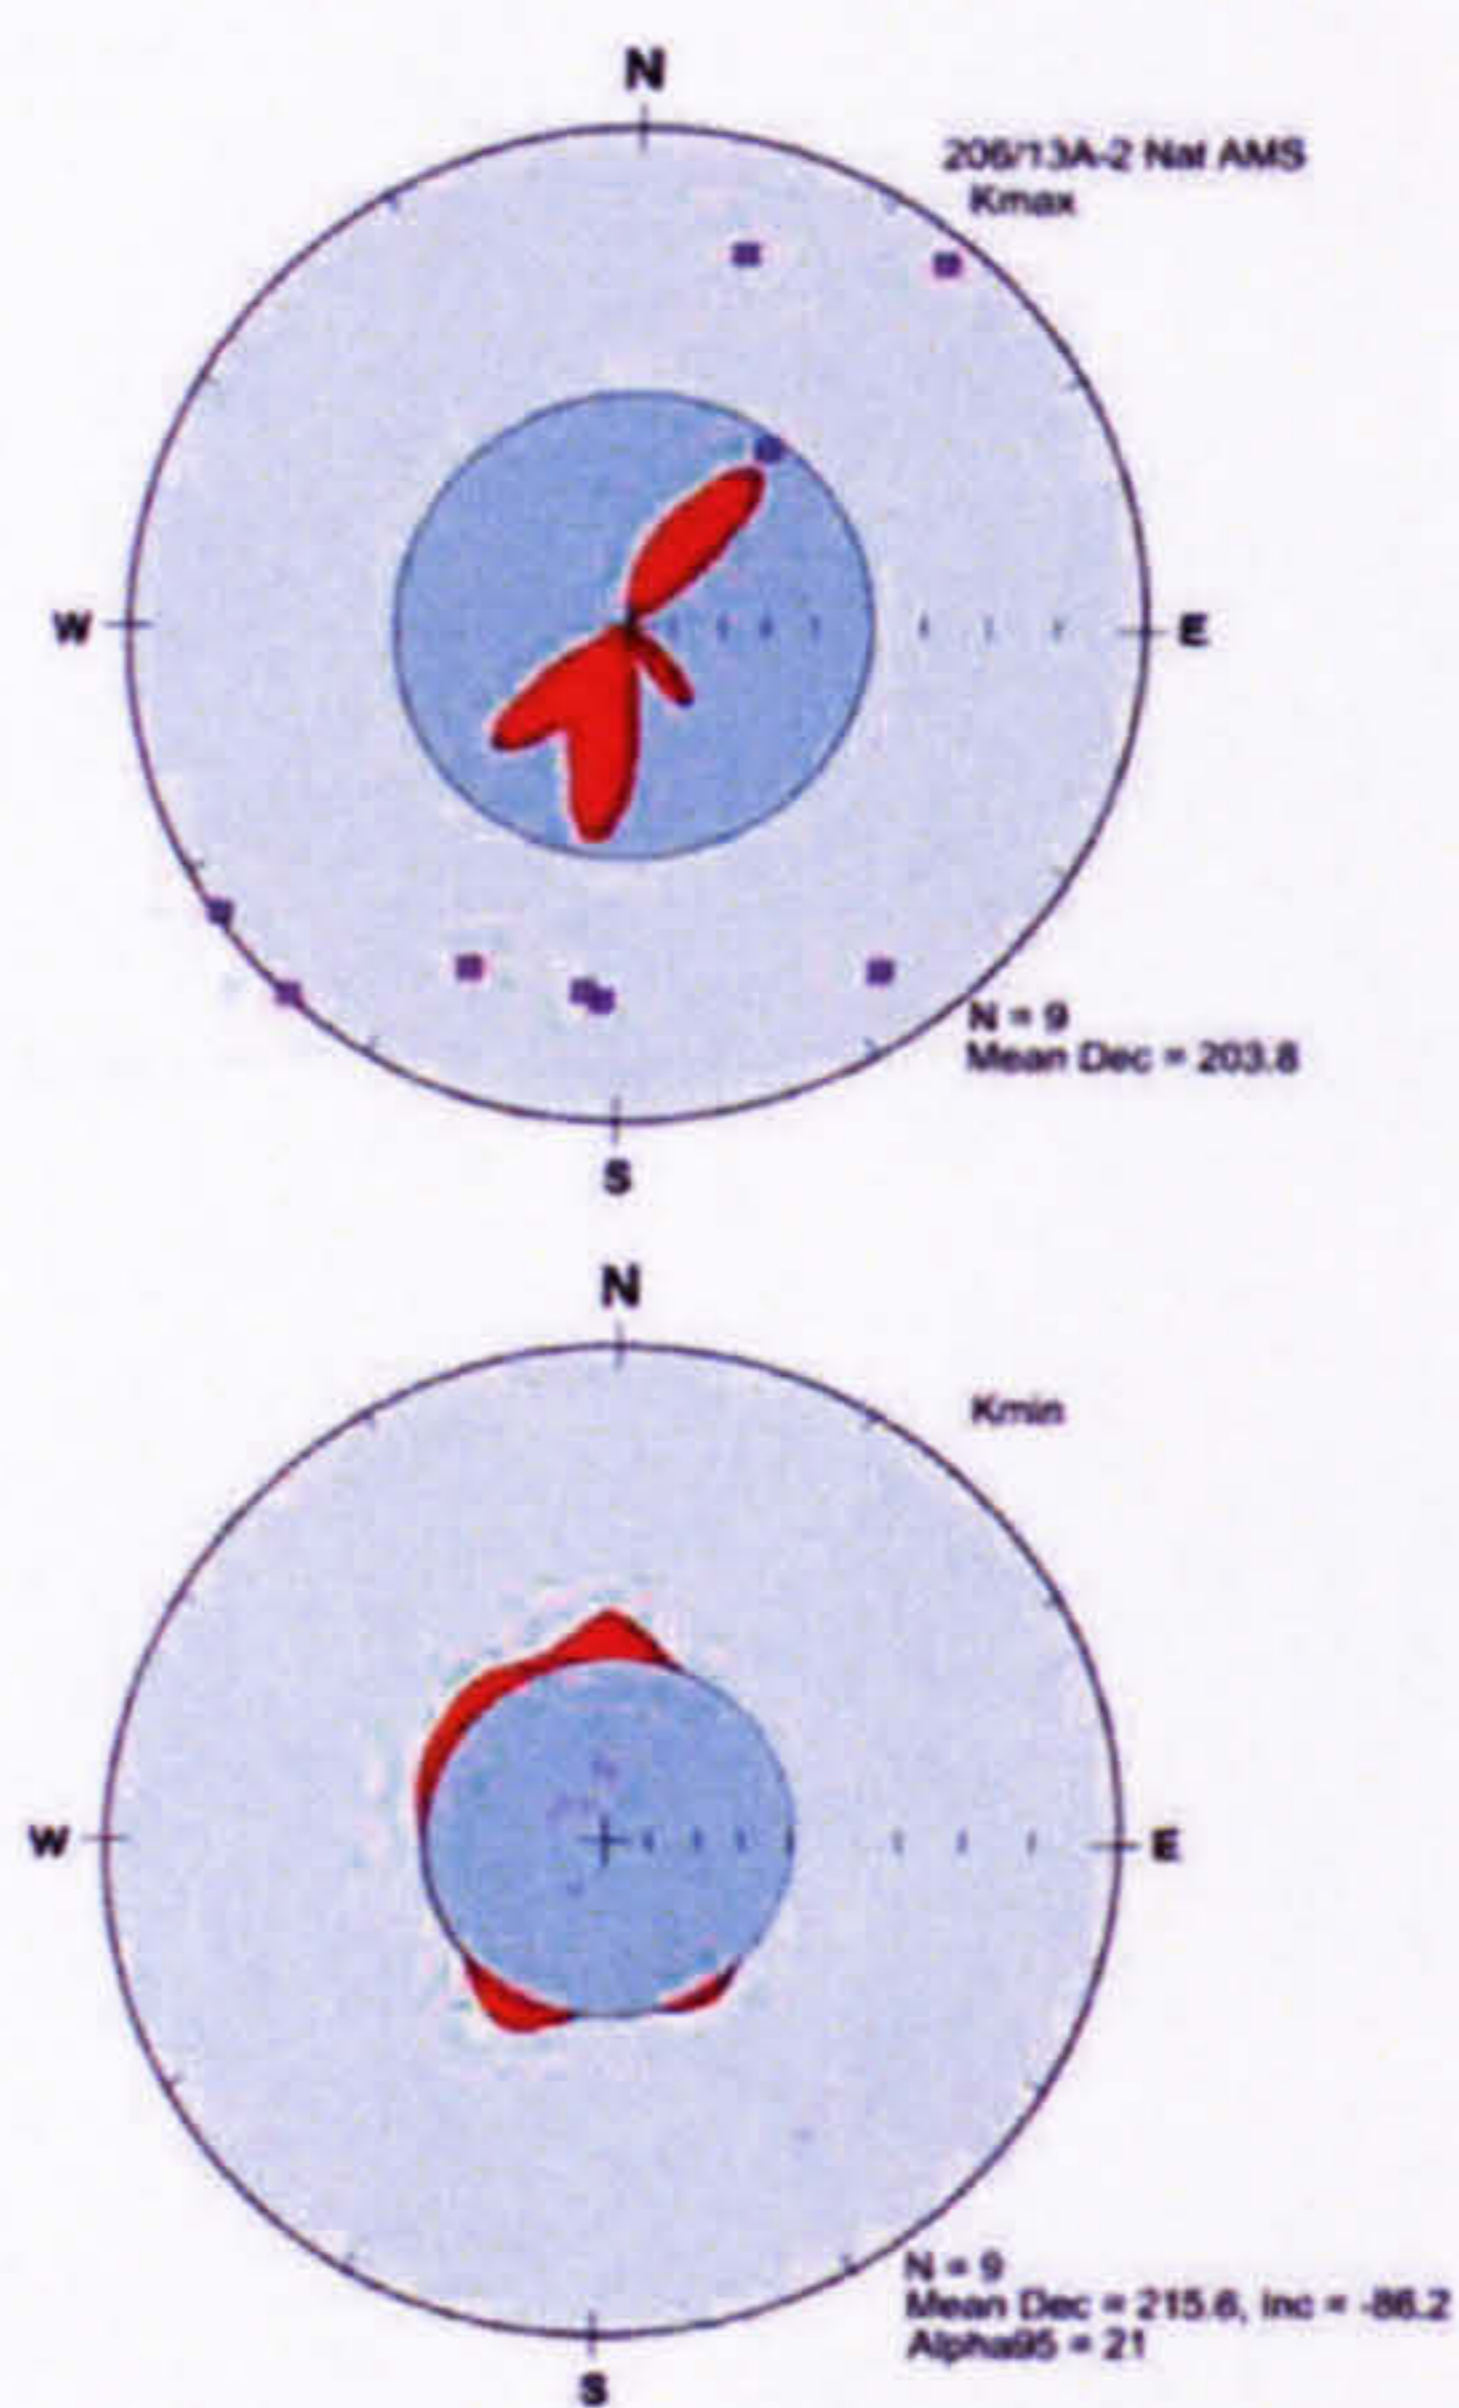 N
206/13A-2 Nat AMS
Kmax
W
E
N = 9
Mean Dec = 203.8
S
N
Kmin
W
E
N = 9
Mean Dec = 215.6, Inc = -86.2
Alpha95 = 21
S